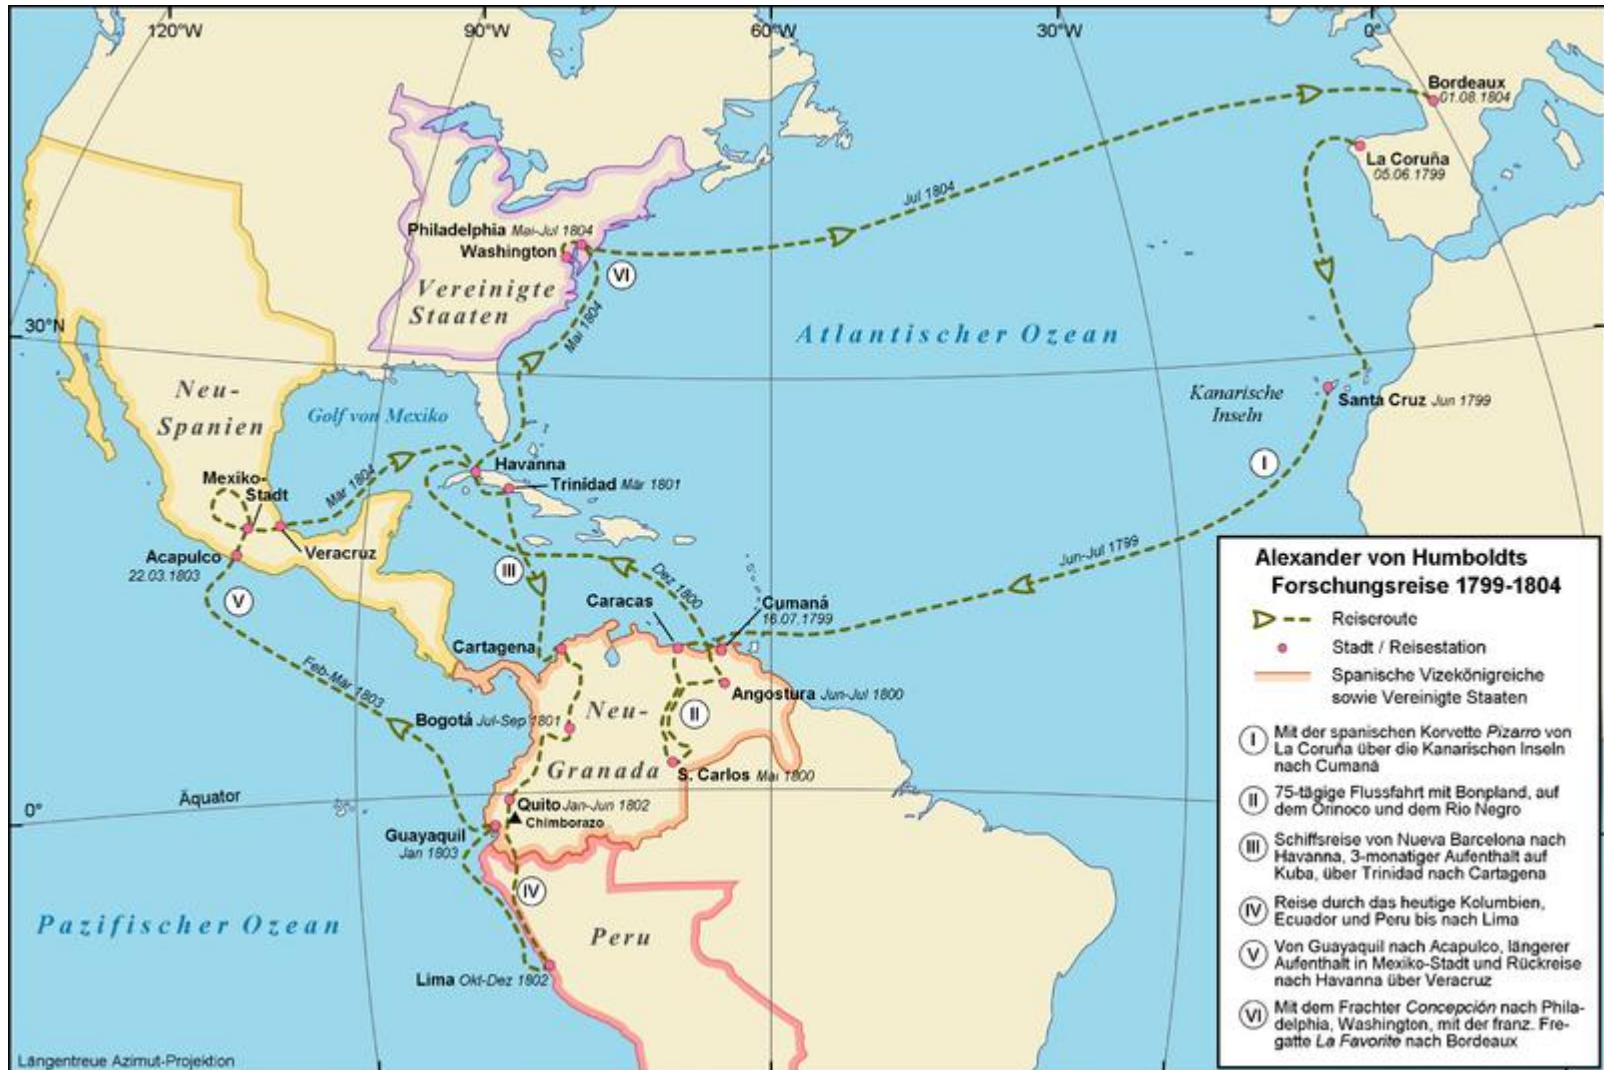 120°W
90°W
60°W
30°W
0°
Bordeaux
01.08.1804
La Coruña
05.06.1799
Jul 1804
Philadelphia Mai-Jul 1804
Washington
VI
Vereinigte
Staaten
Mai 1804
30°N
Atlantischer Ozean
Neu-
Spanien
Golf von Mexiko
Kanarische
Inseln
Santa Cruz Jun 1799
I
Havanna
Trinidad Mär 1801
Mär 1804
Mexiko-
Stadt
Veracruz
Acapulco
22.03.1803
V
III
Dez 1800
Jun-Jul 1799
Caracas
Cumaná
16.07.1799
Cartagena
Feb-Mär 1803
Angostura Jun-Jul 1800
Bogotá Jul-Sep 1801
Neu-
II
Granada
S. Carlos Mai 1800
Äquator
0°
Quito Jan-Jun 1802
Chimborazo
Guayaquil
Jan 1803
IV
Pazifischer Ozean
Peru
Lima Okt-Dez 1802
Längentreue Azimut-Projektion
Alexander von Humboldts
Forschungsreise 1799-1804
Reiseroute
Stadt / Reisestation
Spanische Vizekönigreiche
sowie Vereinigte Staaten
I Mit der spanischen Korvette Pizarro von
La Coruña über die Kanarischen Inseln
nach Cumaná
II 75-tägige Flussfahrt mit Bonpland, auf
dem Orinoco und dem Rio Negro
III Schiffsreise von Nueva Barcelona nach
Havanna, 3-monatiger Aufenthalt auf
Kuba, über Trinidad nach Cartagena
IV Reise durch das heutige Kolumbien,
Ecuador und Peru bis nach Lima
V Von Guayaquil nach Acapulco, längerer
Aufenthalt in Mexiko-Stadt und Rückreise
nach Havanna über Veracruz
VI Mit dem Frachter Concepción nach Phila-
delphia, Washington, mit der franz. Fre-
gatte La Favorite nach Bordeaux